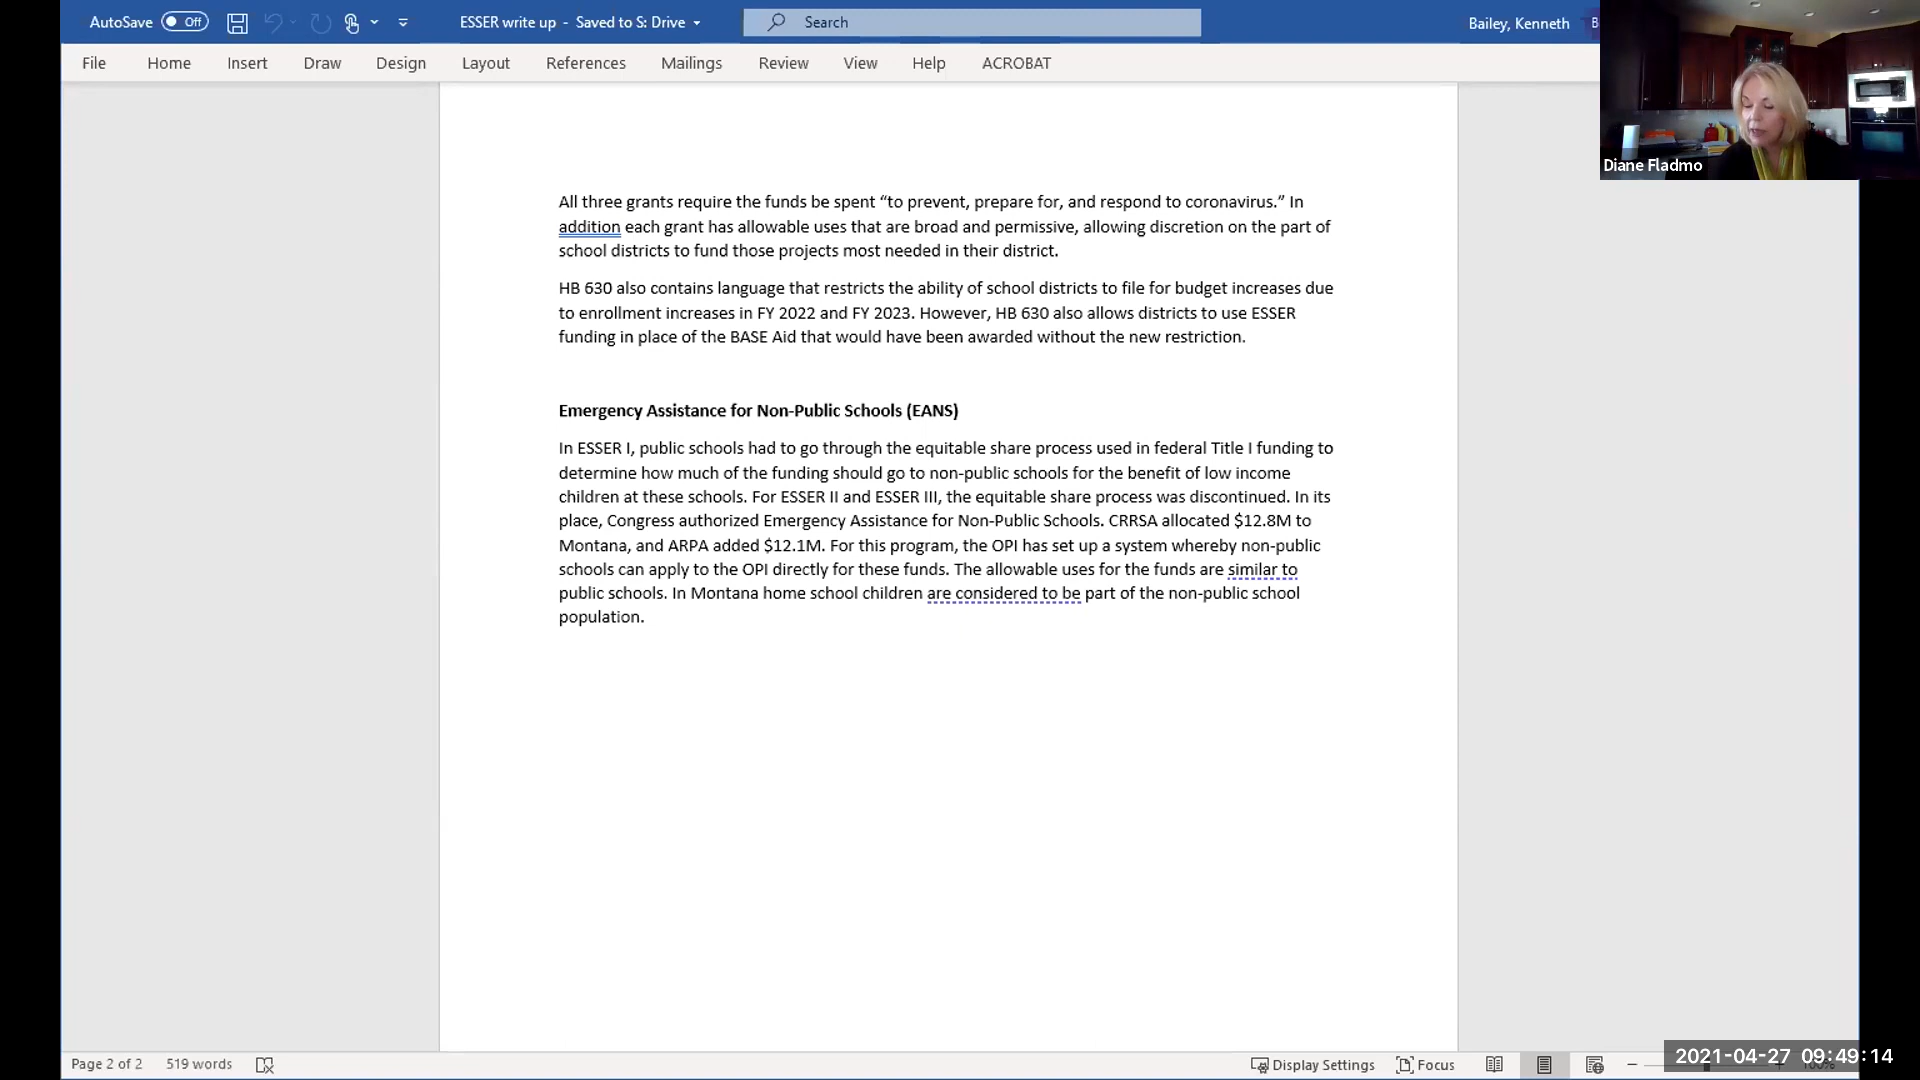 AutoSave Off ESSER write up - Saved to S: Drive Search Bailey, Kenneth B
File Home Insert Draw Design Layout References Mailings Review View Help ACROBAT
Diane Fladmo
All three grants require the funds be spent “to prevent, prepare for, and respond to coronavirus.” In
addition each grant has allowable uses that are broad and permissive, allowing discretion on the part of
school districts to fund those projects most needed in their district.
HB 630 also contains language that restricts the ability of school districts to file for budget increases due
to enrollment increases in FY 2022 and FY 2023. However, HB 630 also allows districts to use ESSER
funding in place of the BASE Aid that would have been awarded without the new restriction.
Emergency Assistance for Non-Public Schools (EANS)
In ESSER I, public schools had to go through the equitable share process used in federal Title I funding to
determine how much of the funding should go to non-public schools for the benefit of low income
children at these schools. For ESSER II and ESSER III, the equitable share process was discontinued. In its
place, Congress authorized Emergency Assistance for Non-Public Schools. CRRSA allocated $12.8M to
Montana, and ARPA added $12.1M. For this program, the OPI has set up a system whereby non-public
schools can apply to the OPI directly for these funds. The allowable uses for the funds are similar to
public schools. In Montana home school children are considered to be part of the non-public school
population.
Page 2 of 2 519 words Display Settings Focus 100%
2021-04-27 09:49:14